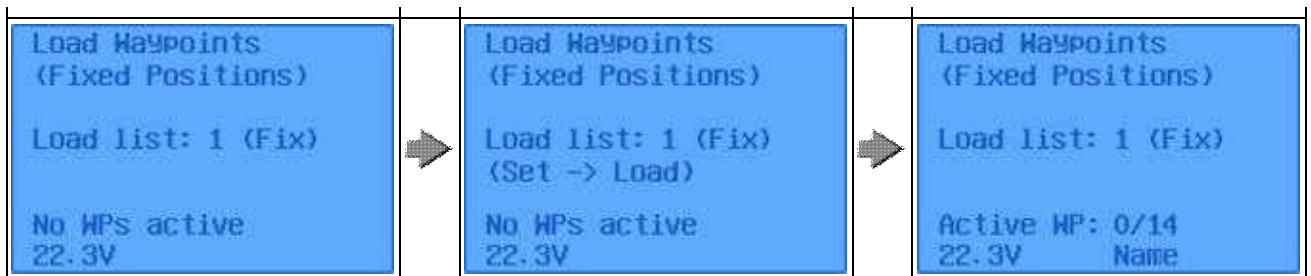 Load Waypoints
(Fixed Positions)
Load list: 1 (Fix)
No WPs active
22.3V
Load Waypoints
(Fixed Positions)
Load list: 1 (Fix)
(Set -> Load)
No WPs active
22.3V
Load Waypoints
(Fixed Positions)
Load list: 1 (Fix)
Active WP: 0/14
22.3V Name